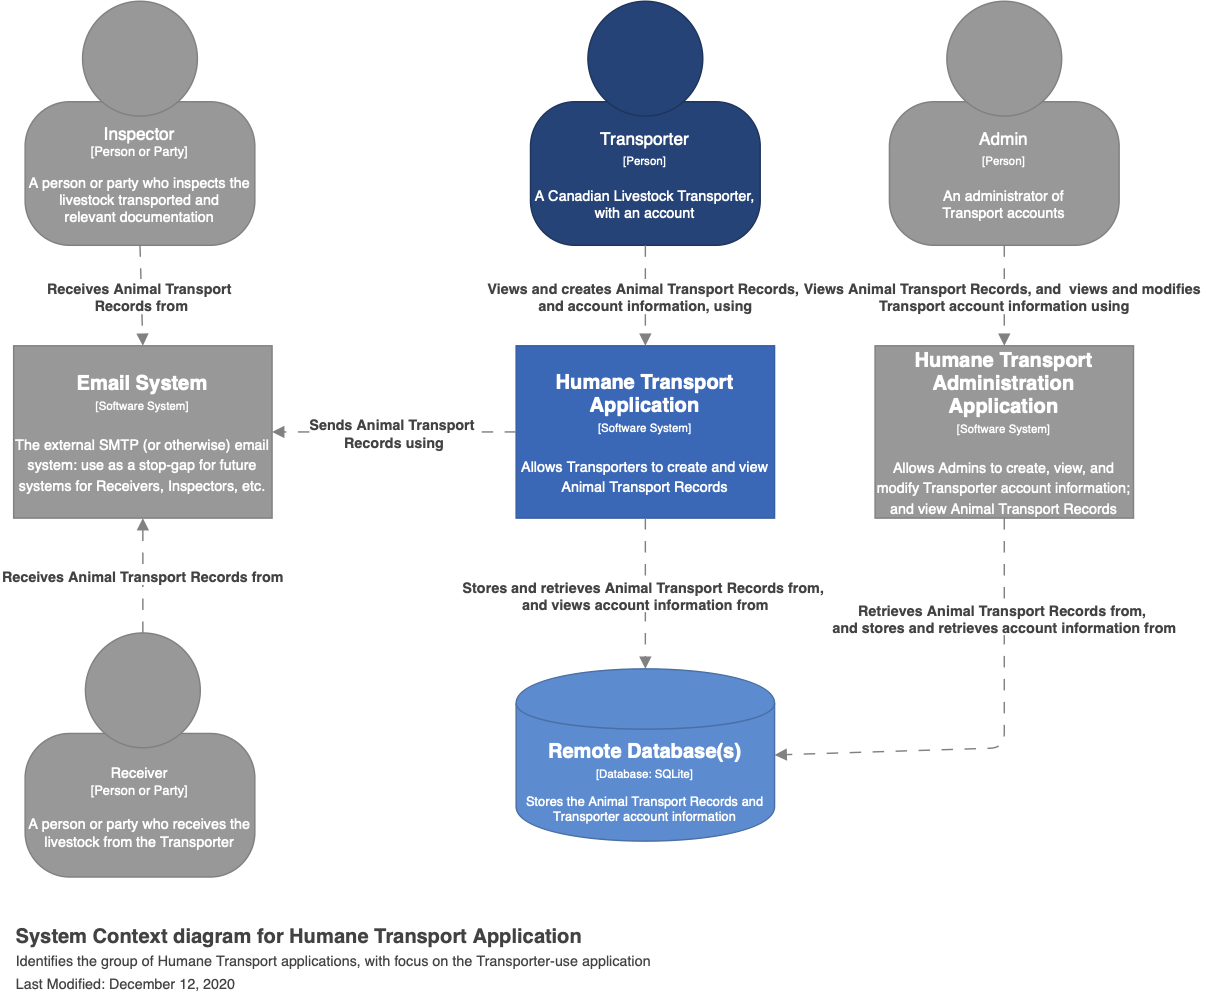 Inspector
[Person or Party]
A person or party who inspects the
livestock transported and
relevant documentation
Transporter
[Person]
A Canadian Livestock Transporter,
with an account
Admin
[Person]
An administrator of
Transport accounts
Receives Animal Transport
Records from
Views and creates Animal Transport Records,
and account information, using
Views Animal Transport Records, and  views and modifies
Transport account information using
Email System
[Software System]
The external SMTP (or otherwise) email
system: use as a stop-gap for future
systems for Receivers, Inspectors, etc.
Sends Animal Transport
Records using
Humane Transport
Application
[Software System]
Allows Transporters to create and view
Animal Transport Records
Humane Transport
Administration
Application
[Software System]
Allows Admins to create, view, and
modify Transporter account information;
and view Animal Transport Records
Receives Animal Transport Records from
Stores and retrieves Animal Transport Records from,
and views account information from
Retrieves Animal Transport Records from,
and stores and retrieves account information from
Receiver
[Person or Party]
A person or party who receives the
livestock from the Transporter
Remote Database(s)
[Database: SQLite]
Stores the Animal Transport Records and
Transporter account information
System Context diagram for Humane Transport Application
Identifies the group of Humane Transport applications, with focus on the Transporter-use application
Last Modified: December 12, 2020